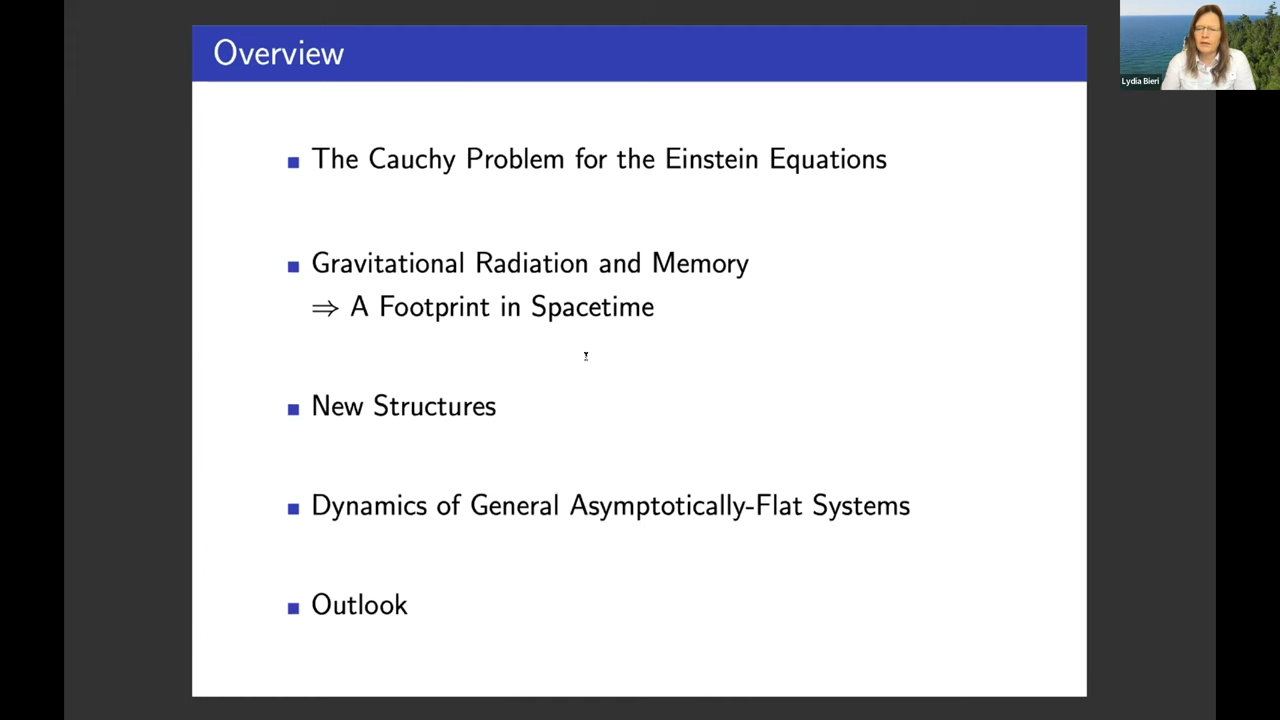 Overview
Lydia Bieri
The Cauchy Problem for the Einstein Equations
Gravitational Radiation and Memory
⇒ A Footprint in Spacetime
New Structures
Dynamics of General Asymptotically-Flat Systems
Outlook